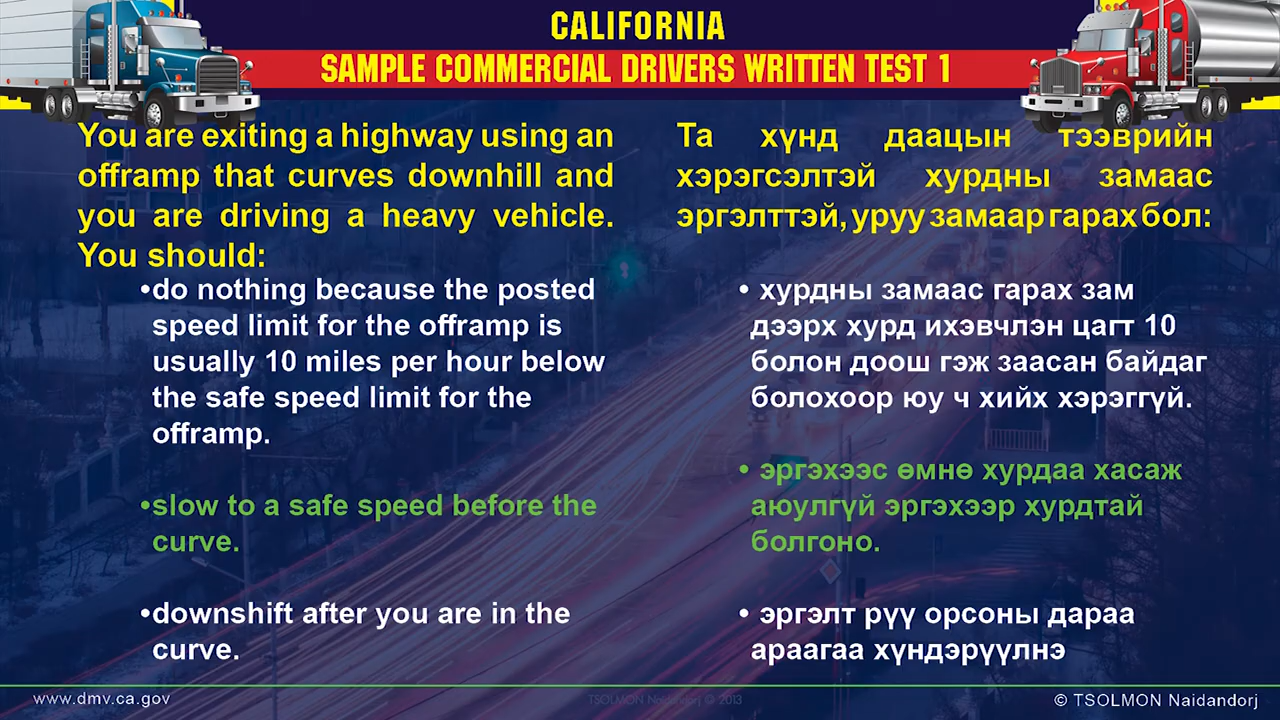 CALIFORNIA
SAMPLE COMMERCIAL DRIVERS WRITTEN TEST 1
You are exiting a highway using an
offramp that curves downhill and
you are driving a heavy vehicle.
You should:
•do nothing because the posted
speed limit for the offramp is
usually 10 miles per hour below
the safe speed limit for the
offramp.
•slow to a safe speed before the
curve.
•downshift after you are in the
curve.
Та хүнд даацын тээврийн
хэрэгсэлтэй хурдны замаас
эргэлттэй, уруу замаар гарах бол:
• хурдны замаас гарах зам
дээрх хурд ихэвчлэн цагт 10
болон доош гэж заасан байдаг
болохоор юу ч хийх хэрэггүй.
• эргэхээс өмнө хурдаа хасаж
аюулгүй эргэхээр хурдтай
болгоно.
• эргэлт рүү орсоны дараа
араагаа хүндэрүүлнэ
www.dmv.ca.gov
TSOLMON Naidandorj © 2013
© TSOLMON Naidandorj